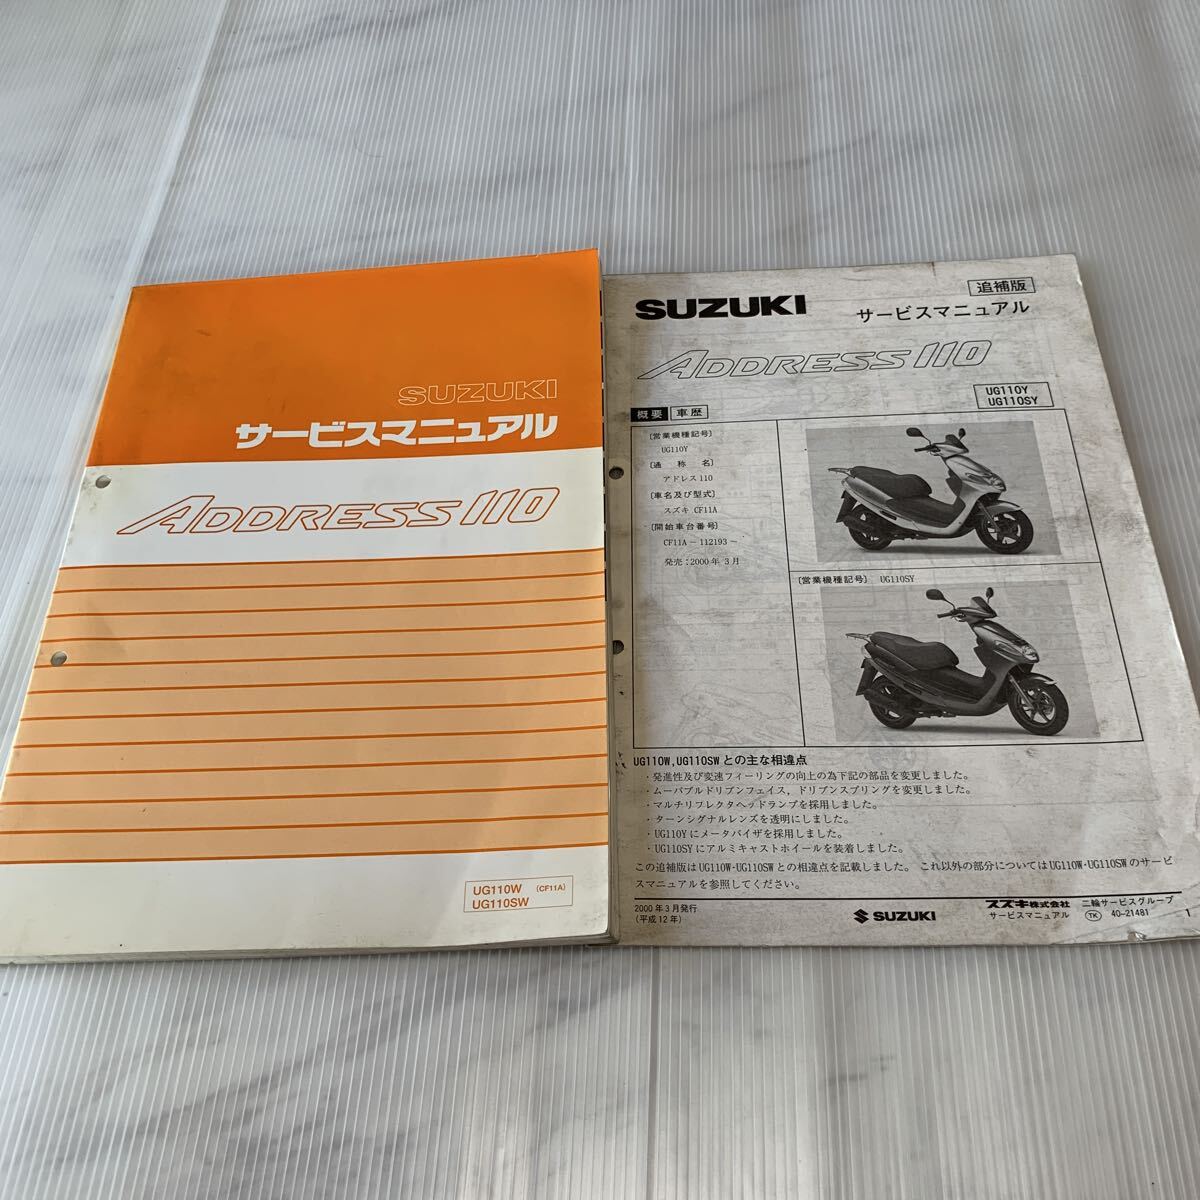 SUZUKI
サービスマニュアル
ADDRESS110
UG110W (CF11A)
UG110SW
追補版
SUZUKI
サービスマニュアル
ADDRESS110
UG110Y
UG110SY
概要 車歴
〔営業機種記号〕
UG110Y
〔通称名〕
アドレス110
〔車名及び型式〕
スズキ CF11A
〔開始車台番号〕
CF11A－112193～
発売：2000年3月
〔営業機種記号〕 UG110SY
UG110W,UG110SWとの主な相違点
・発進性及び変速フィーリングの向上の為下記の部品を変更しました。
・ムーバブルドリブンフェイス，ドリブンスプリングを変更しました。
・マルチリフレクタヘッドランプを採用しました。
・ターンシグナルレンズを透明にしました。
・UG110Yにメータバイザを採用しました。
・UG110SYにアルミキャストホイールを装着しました。
この追補版はUG110W・UG110SWとの相違点を記載しました。これ以外の部分についてはUG110W・UG110SWのサービ
スマニュアルを参照してください。
2000年3月発行
(平成12年)
SUZUKI
スズキ株式会社 二輪サービスグループ
サービスマニュアル TK 40-21481
1